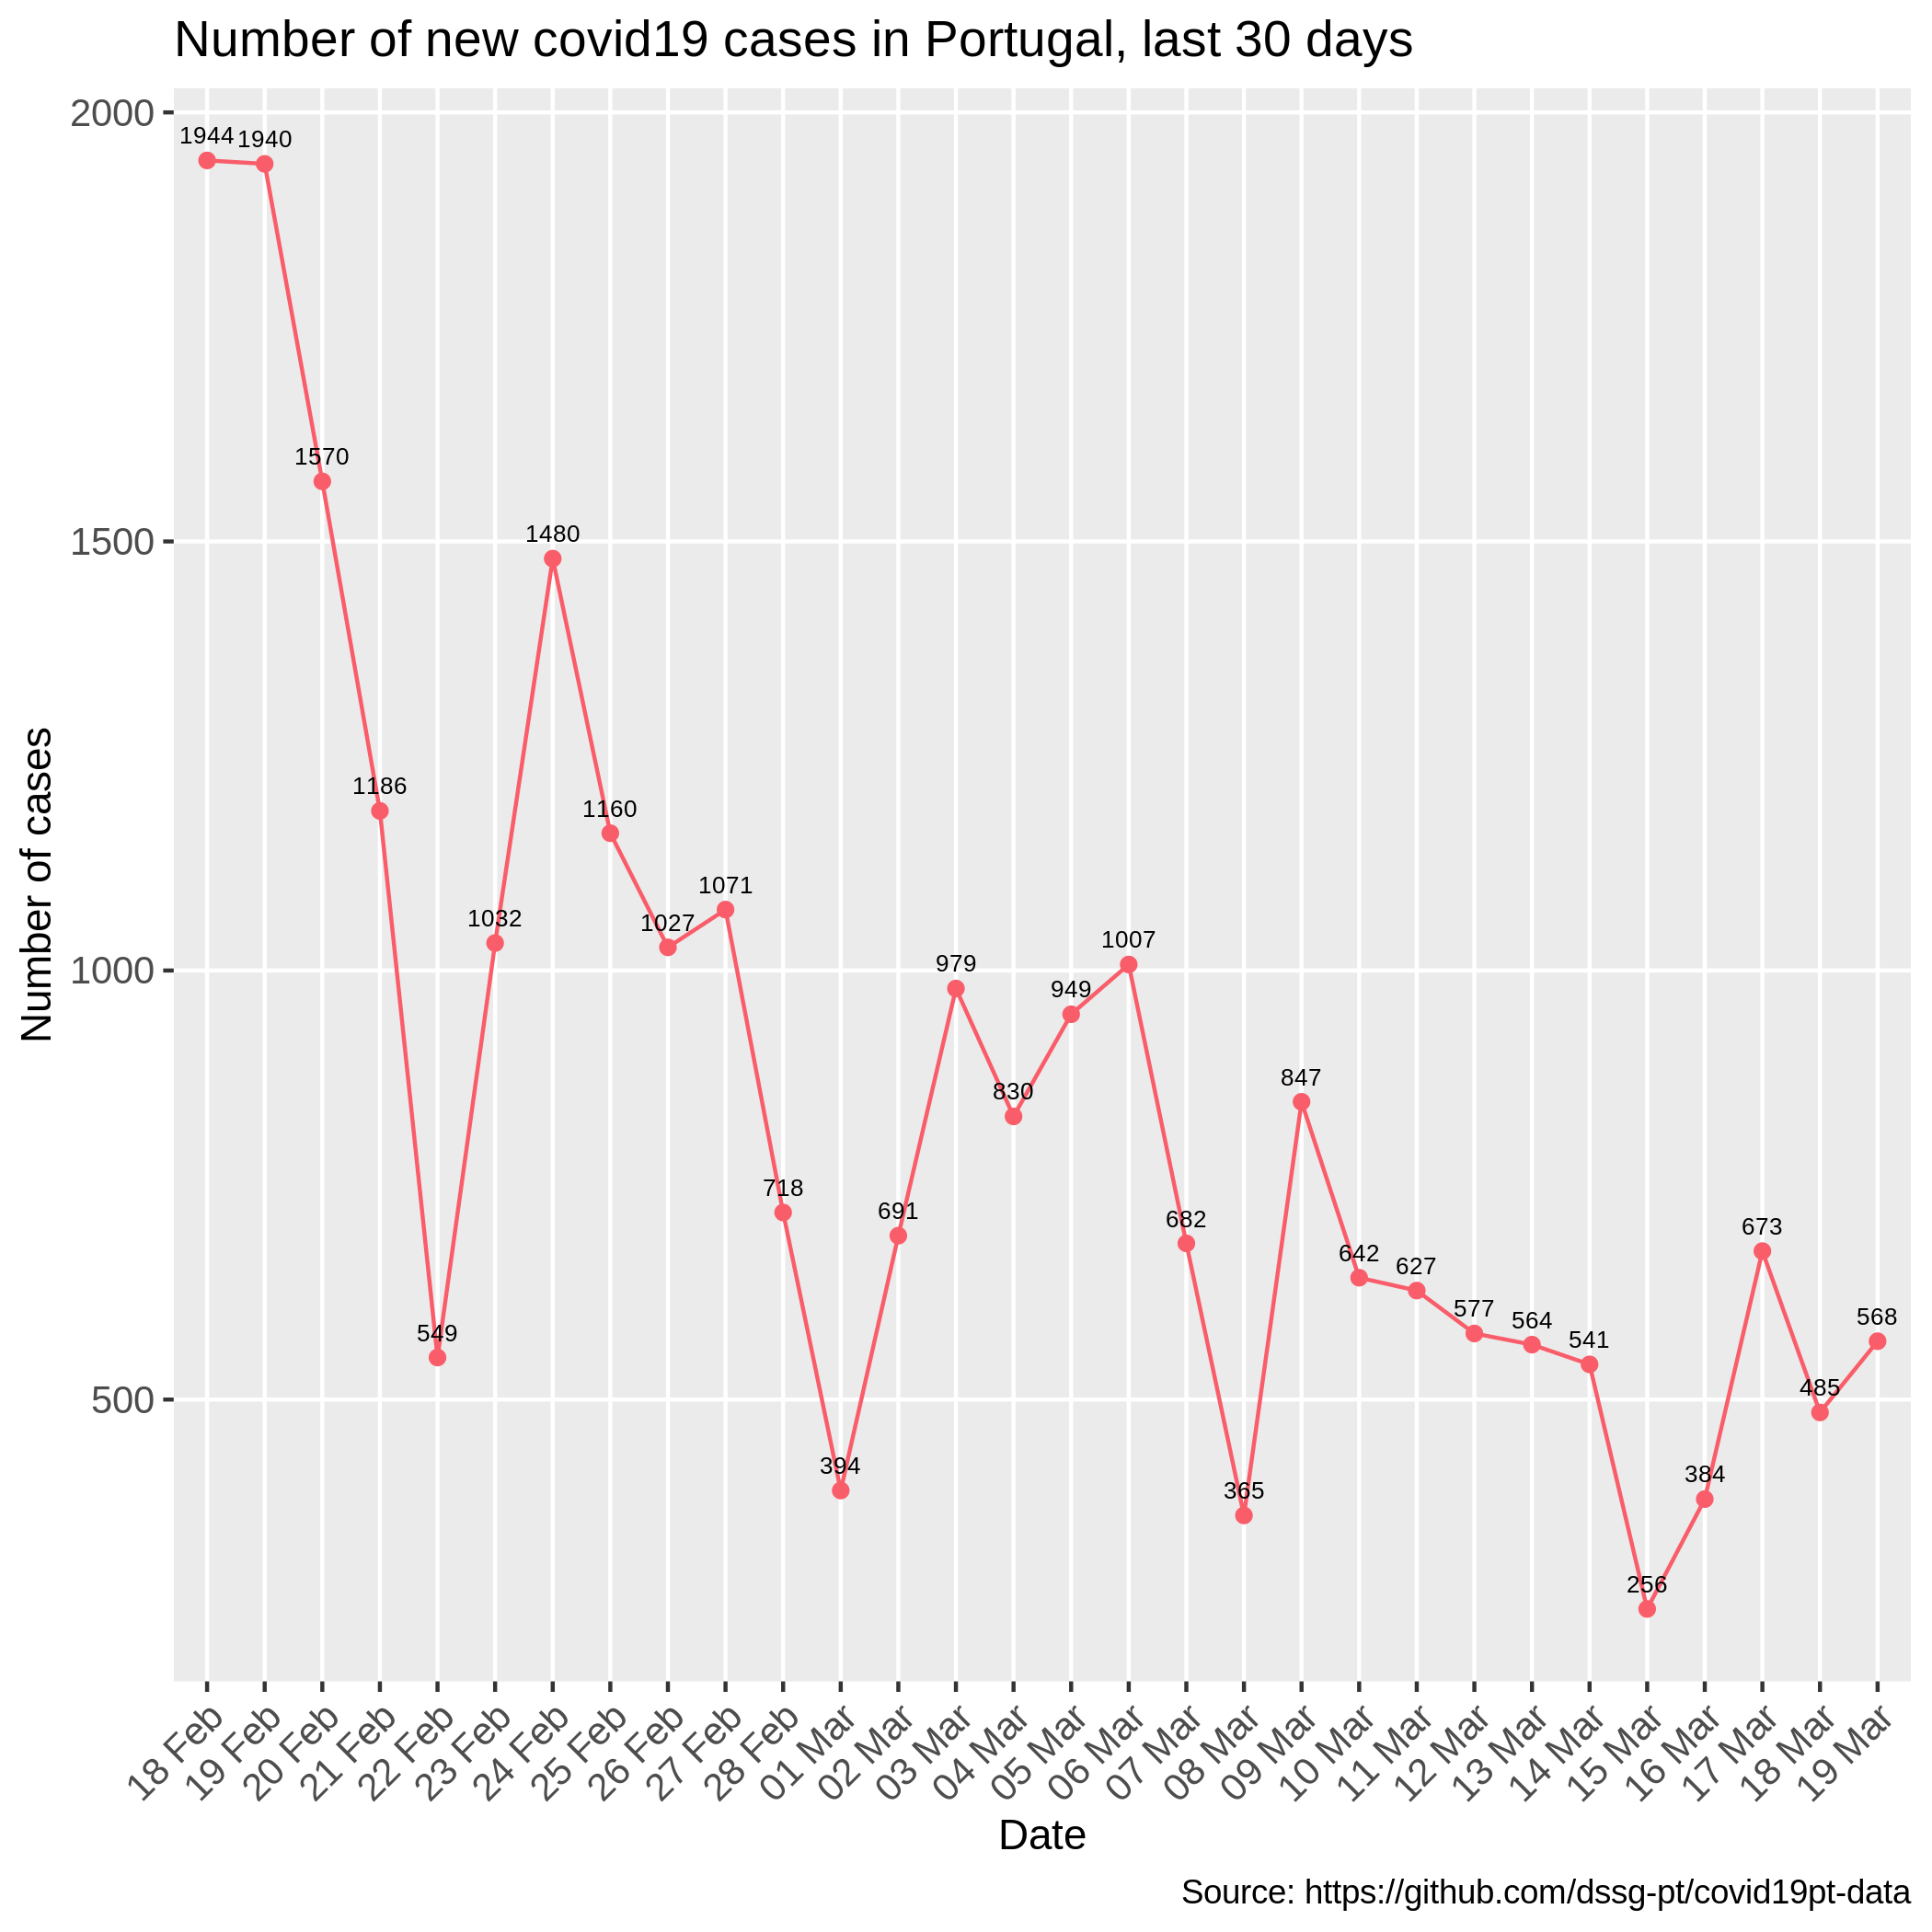 Number of new covid19 cases in Portugal, last 30 days
Number of cases
2000
1500
1000
500
1944
1940
1570
1186
549
1032
1480
1160
1027
1071
718
394
691
979
830
949
1007
682
365
847
642
627
577
564
541
256
384
673
485
568
18 Feb
19 Feb
20 Feb
21 Feb
22 Feb
23 Feb
24 Feb
25 Feb
26 Feb
27 Feb
28 Feb
01 Mar
02 Mar
03 Mar
04 Mar
05 Mar
06 Mar
07 Mar
08 Mar
09 Mar
10 Mar
11 Mar
12 Mar
13 Mar
14 Mar
15 Mar
16 Mar
17 Mar
18 Mar
19 Mar
Date
Source: https://github.com/dssg-pt/covid19pt-data